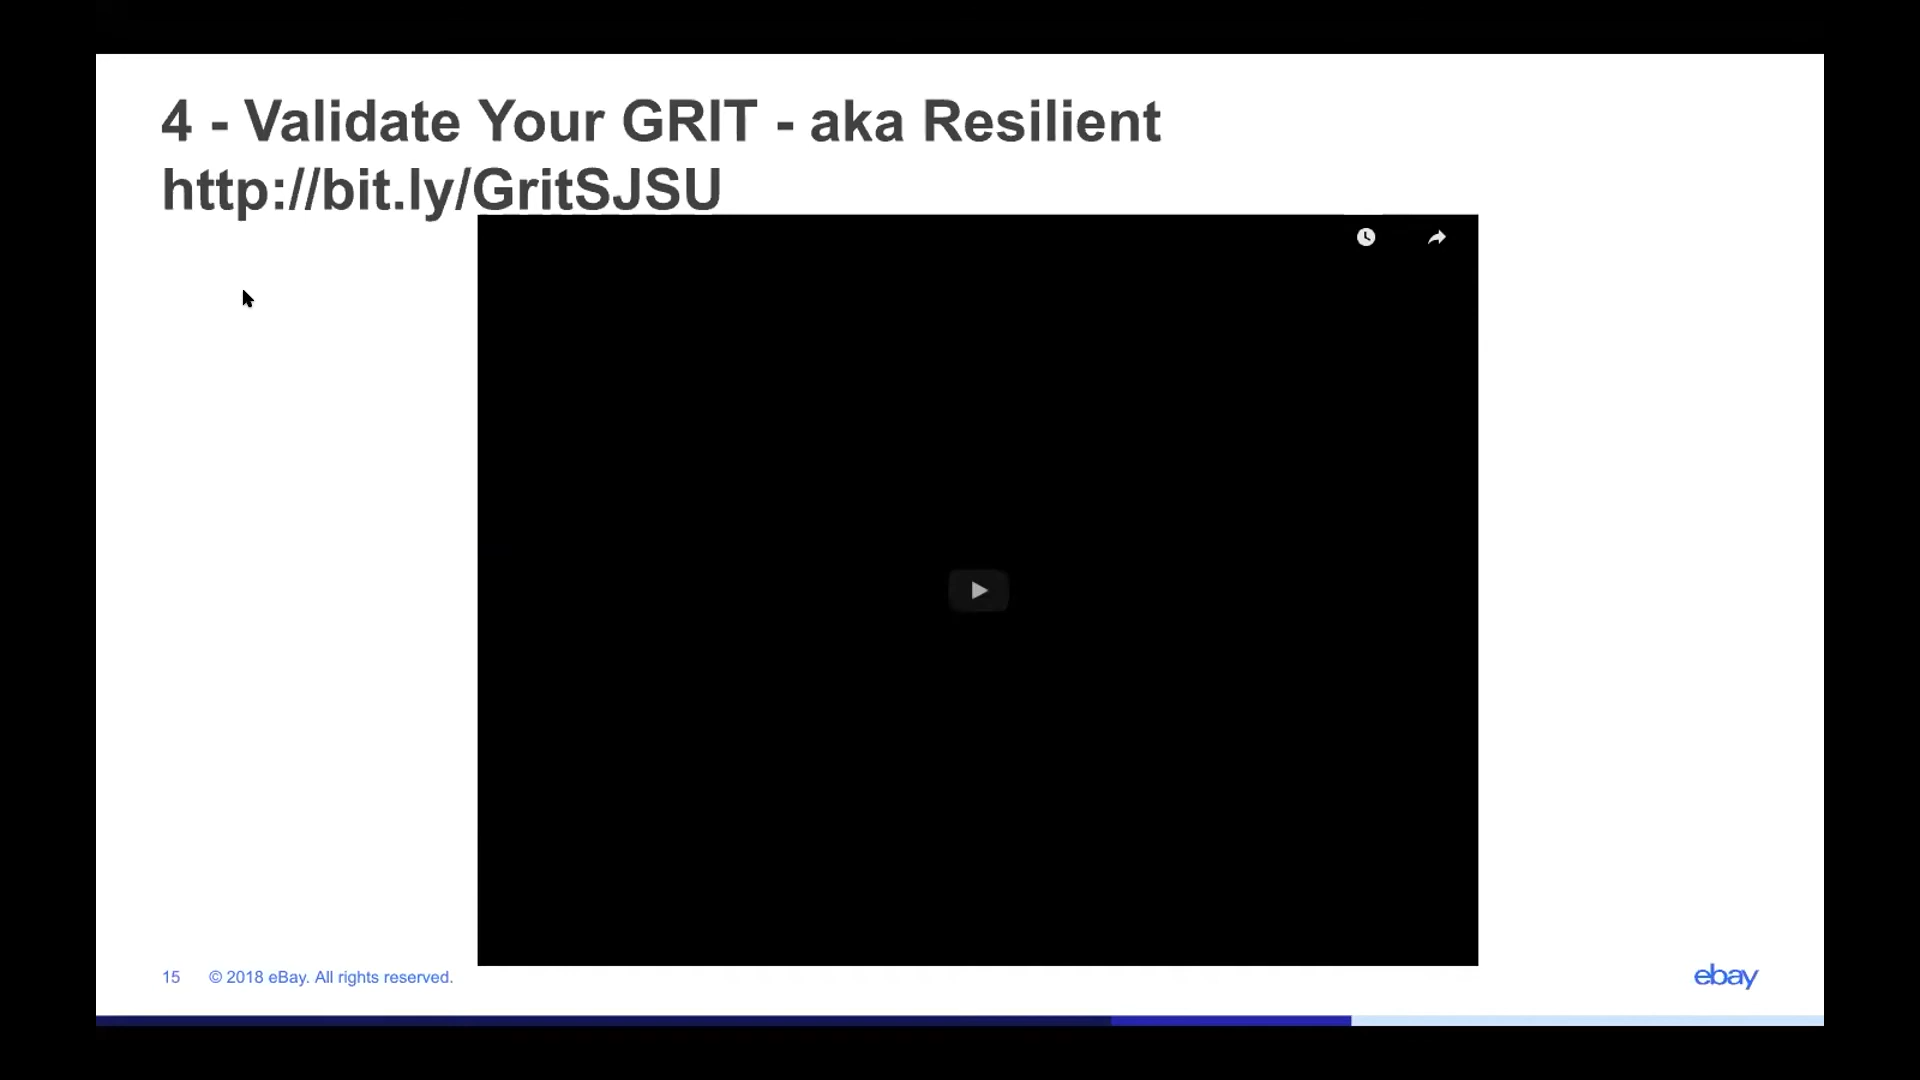 4 - Validate Your GRIT - aka Resilient
http://bit.ly/GritSJSU
15 © 2018 eBay. All rights reserved.
ebay